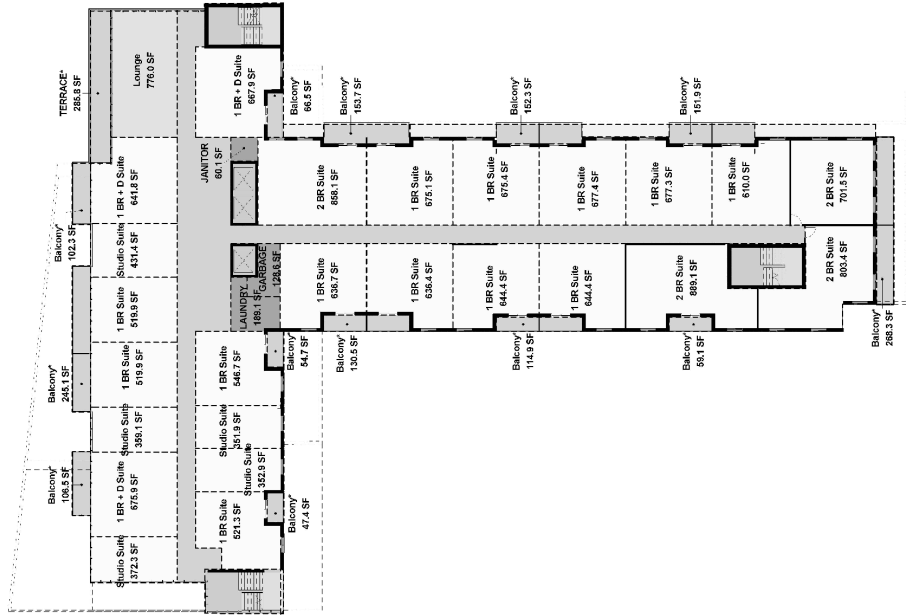 TERRACE*
285.8 SF
Lounge
776.0 SF
1 BR + D Suite
667.9 SF
Balcony*
66.5 SF
Balcony*
153.7 SF
Balcony*
152.3 SF
Balcony*
151.9 SF
Balcony*
102.3 SF
1 BR + D Suite
641.8 SF
JANITOR
60.1 SF
2 BR Suite
858.1 SF
1 BR Suite
675.1 SF
1 BR Suite
675.4 SF
1 BR Suite
677.4 SF
1 BR Suite
677.3 SF
1 BR Suite
610.0 SF
2 BR Suite
701.5 SF
Studio Suite
431.4 SF
1 BR Suite
519.9 SF
LAUNDRY
189.1 SF
GARBAGE
128.6 SF
1 BR Suite
636.7 SF
1 BR Suite
636.4 SF
1 BR Suite
644.4 SF
1 BR Suite
644.4 SF
2 BR Suite
889.1 SF
2 BR Suite
803.4 SF
Balcony*
245.1 SF
1 BR Suite
519.9 SF
1 BR Suite
546.7 SF
Balcony*
54.7 SF
Balcony*
130.5 SF
Balcony*
114.9 SF
Balcony*
59.1 SF
Balcony*
268.3 SF
Studio Suite
359.1 SF
Studio Suite
351.9 SF
Balcony*
106.5 SF
1 BR + D Suite
675.9 SF
Studio Suite
352.9 SF
Studio Suite
372.3 SF
1 BR Suite
521.3 SF
Balcony*
47.4 SF